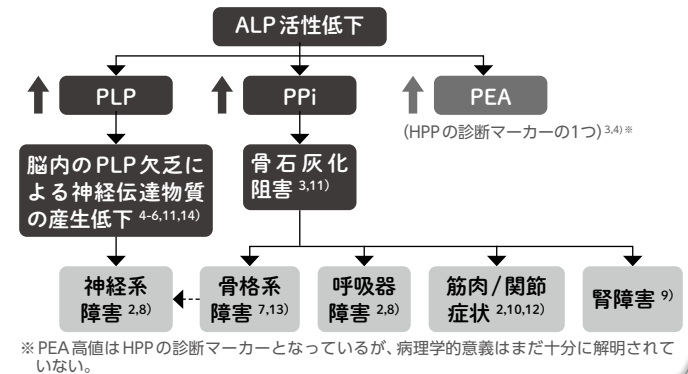 ALP活性低下
PLP
PPi
PEA
(HPPの診断マーカーの1つ)3,4)※
脳内のPLP欠乏に
よる神経伝達物質
の産生低下 4-6,11,14)
骨石灰化
阻害 3,11)
神経系
障害 2,8)
骨格系
障害 7,13)
呼吸器
障害 2,8)
筋肉/関節
症状 2,10,12)
腎障害 9)
※PEA高値はHPPの診断マーカーとなっているが、病理学的意義はまだ十分に解明されて
いない。